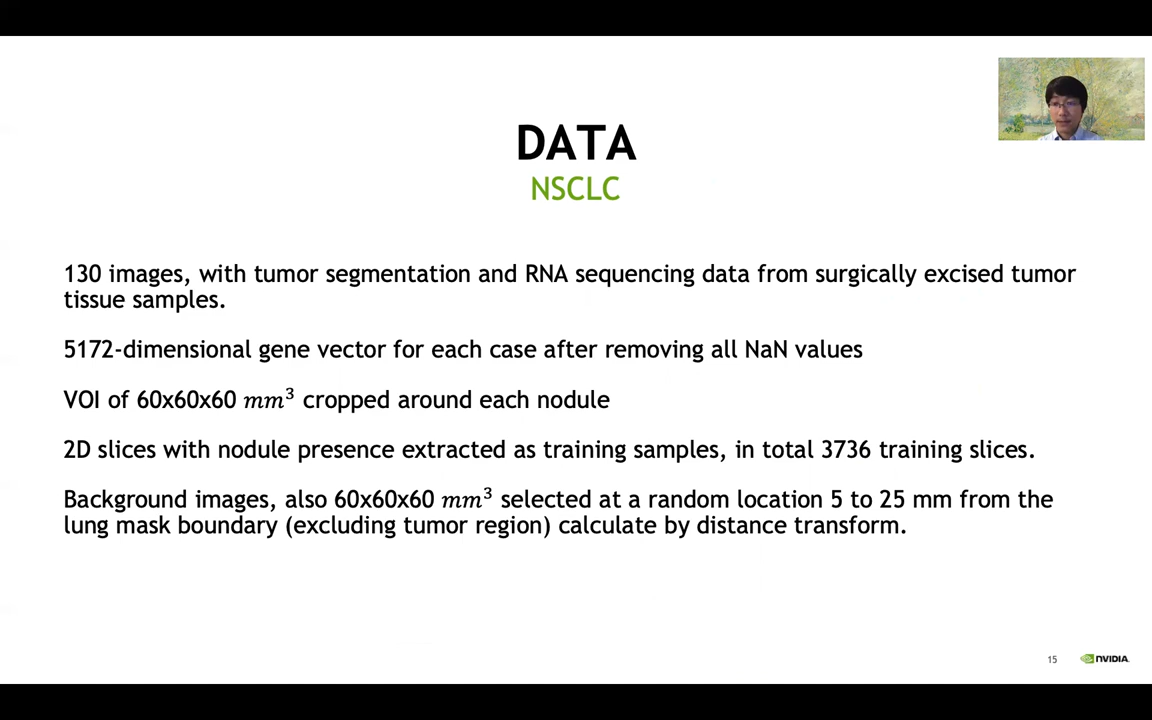 DATA
NSCLC
130 images, with tumor segmentation and RNA sequencing data from surgically excised tumor
tissue samples.
5172-dimensional gene vector for each case after removing all NaN values
VOI of 60x60x60 mm³ cropped around each nodule
2D slices with nodule presence extracted as training samples, in total 3736 training slices.
Background images, also 60x60x60 mm³ selected at a random location 5 to 25 mm from the
lung mask boundary (excluding tumor region) calculate by distance transform.
15 NVIDIA